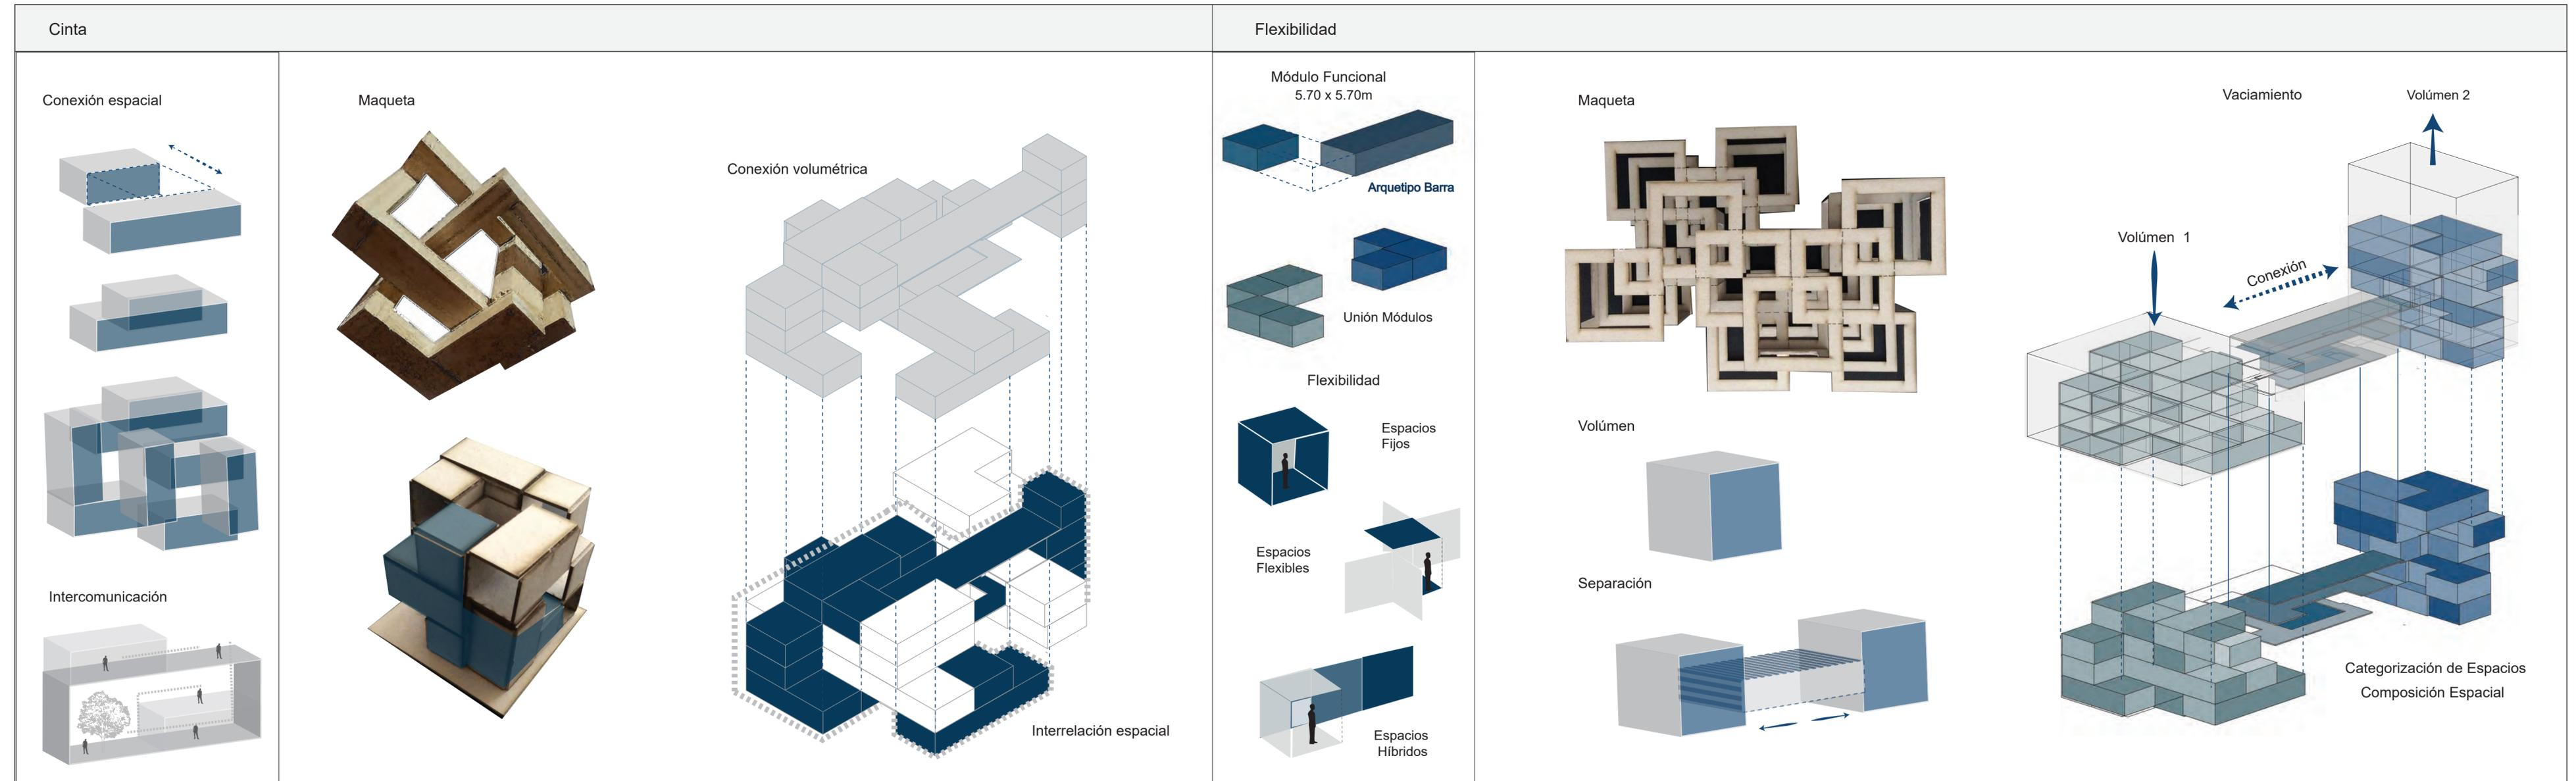 Cinta
Conexión espacial
Intercomunicación
Maqueta
Conexión volumétrica
Interrelación espacial
Flexibilidad
Módulo Funcional
5.70 x 5.70m
Arquetipo Barra
Unión Módulos
Flexibilidad
Espacios
Fijos
Espacios
Flexibles
Espacios
Híbridos
Maqueta
Volúmen
Separación
Vaciamiento
Volúmen 2
Volúmen 1
Conexión
Categorización de Espacios
Composición Espacial